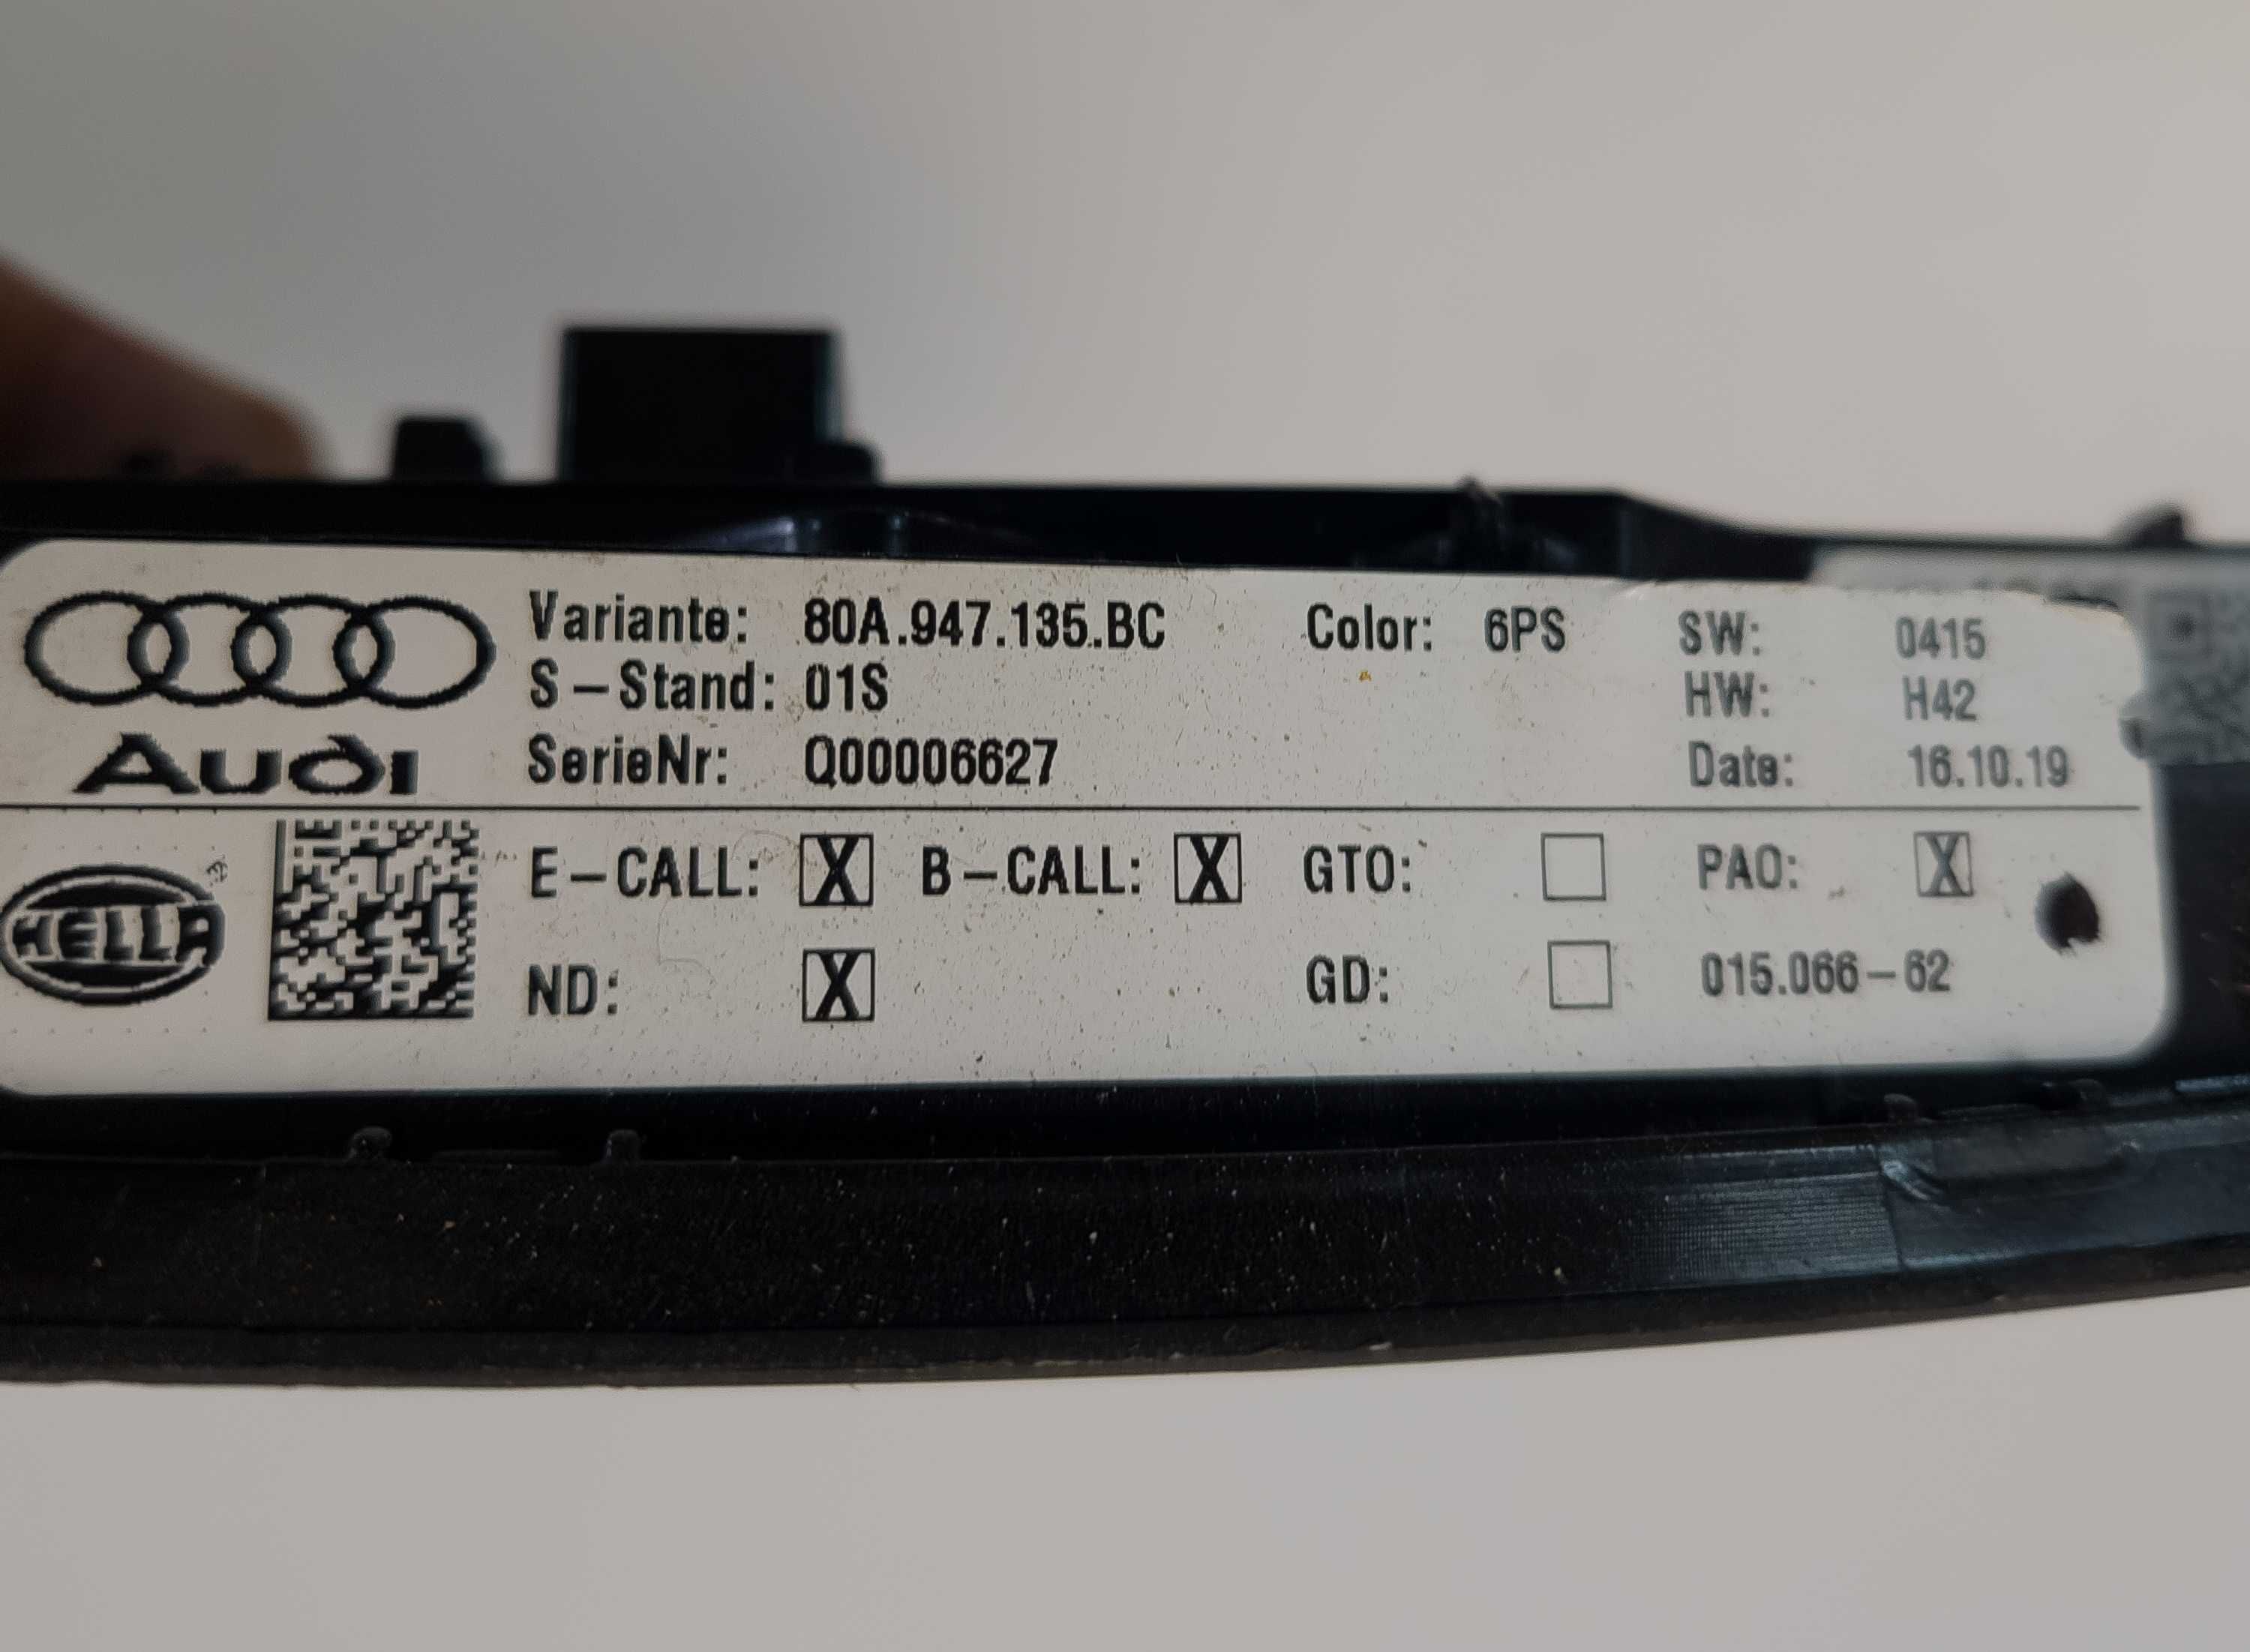 Audi
Variante: 80A.947.135.BC Color: 6PS SW: 0415
S-Stand: 01S HW: H42
SerieNr: Q00006627 Date: 16.10.19
HELLA
E-CALL: X B-CALL: X GTO: PAO: X
ND: X GD: 015.066-62